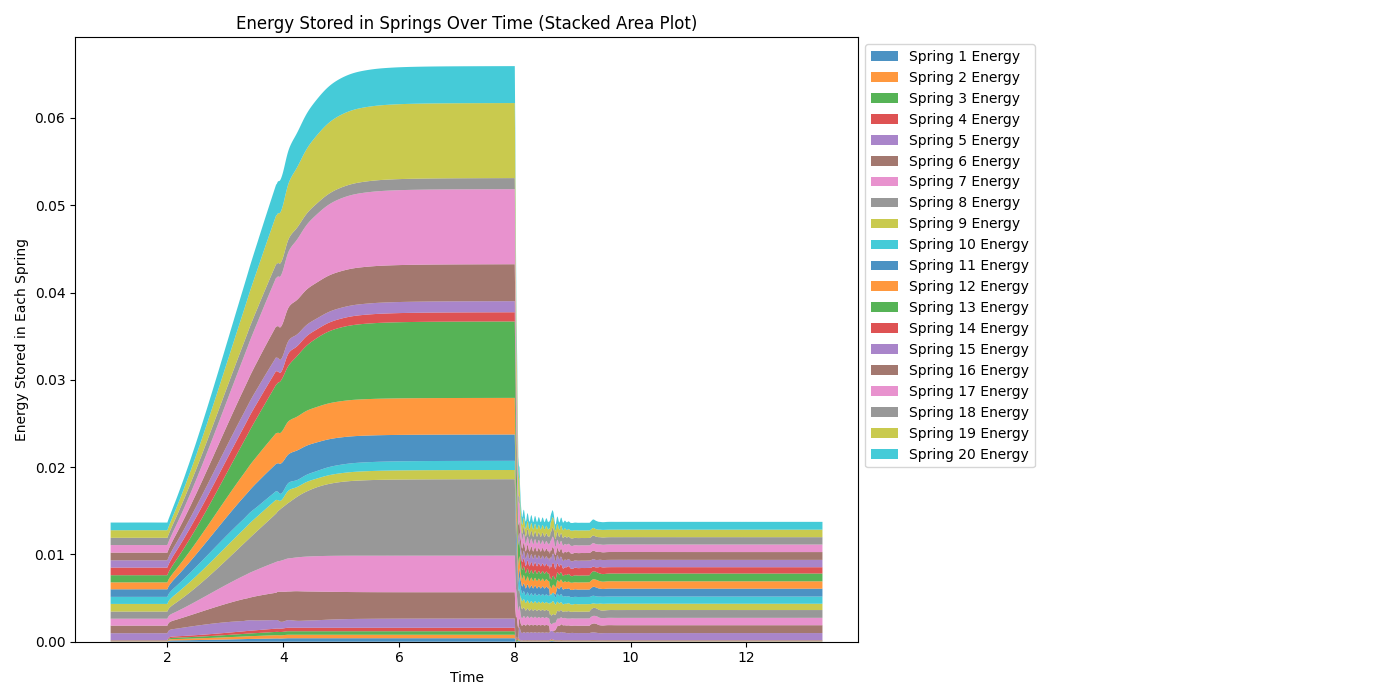 Energy Stored in Springs Over Time (Stacked Area Plot)
Energy Stored in Each Spring
0.06
0.05
0.04
0.03
0.02
0.01
0.00
2 4 6 8 10 12
Time
Spring 1 Energy
Spring 2 Energy
Spring 3 Energy
Spring 4 Energy
Spring 5 Energy
Spring 6 Energy
Spring 7 Energy
Spring 8 Energy
Spring 9 Energy
Spring 10 Energy
Spring 11 Energy
Spring 12 Energy
Spring 13 Energy
Spring 14 Energy
Spring 15 Energy
Spring 16 Energy
Spring 17 Energy
Spring 18 Energy
Spring 19 Energy
Spring 20 Energy